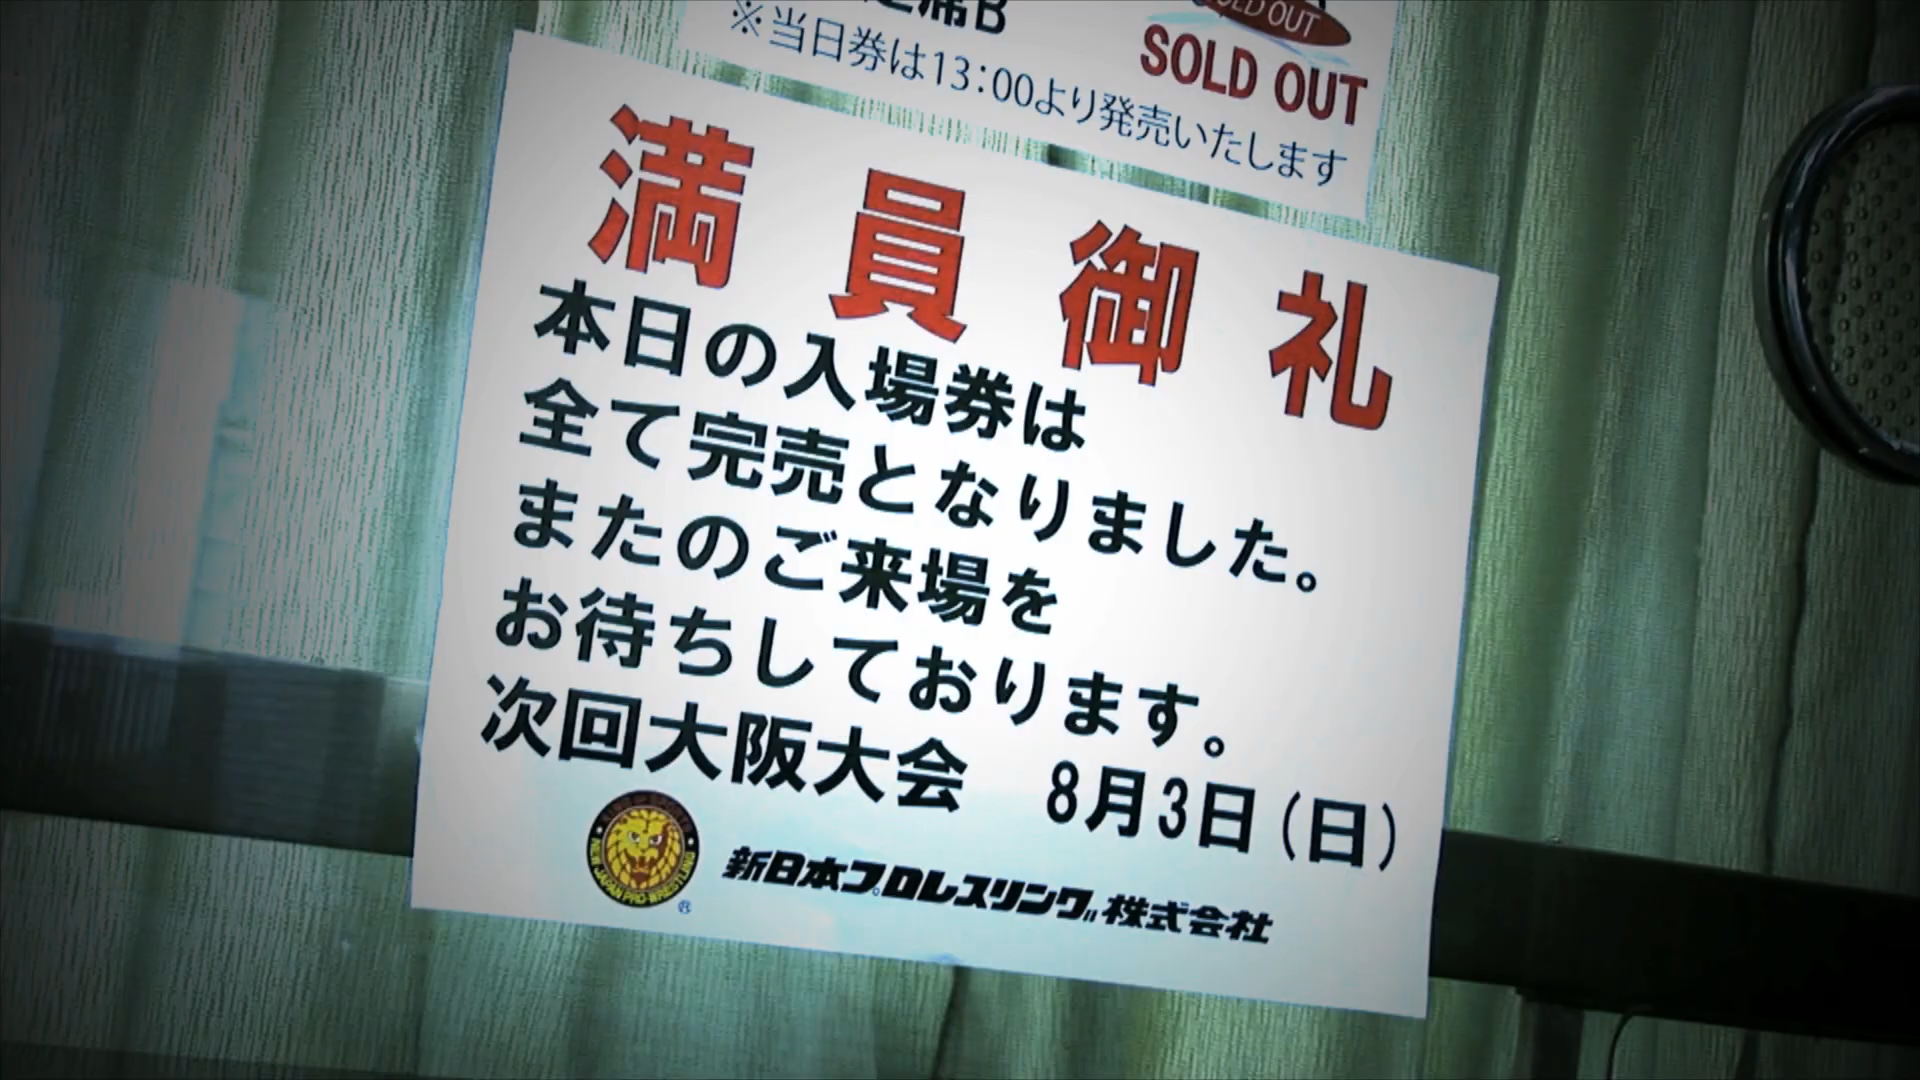 席B
SOLD OUT
SOLD OUT
※当日券は13:00より発売いたします
満員御礼
本日の入場券は
全て完売となりました。
またのご来場を
お待ちしております。
次回大阪大会　8月3日(日)
NEW JAPAN PRO-WRESTLING
®
新日本プロレスリング株式会社